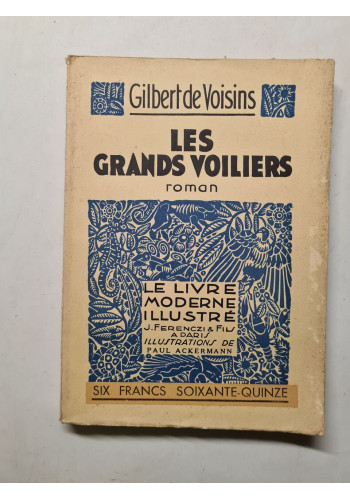 Gilbert de Voisins
LES
GRANDS VOILIERS
roman
LE LIVRE
MODERNE
ILLUSTRÉ
J. FERENCZI & FILS
A PARIS
ILLUSTRATIONS DE
PAUL ACKERMANN
SIX FRANCS SOIXANTE-QUINZE